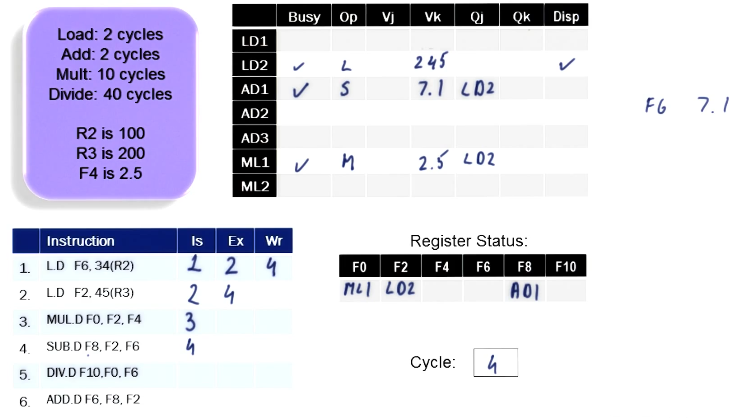 Load: 2 cycles
Add: 2 cycles
Mult: 10 cycles
Divide: 40 cycles
R2 is 100
R3 is 200
F4 is 2.5
Busy Op Vj Vk Qj Qk Disp
LD1
LD2 ✓ L 245 ✓
AD1 ✓ S 7.1 LD2
AD2
AD3
ML1 ✓ M 2.5 LD2
ML2
F6 7.1
Instruction Is Ex Wr
1. L.D F6, 34(R2) 1 2 4
2. L.D F2, 45(R3) 2 4
3. MUL.D F0, F2, F4 3
4. SUB.D F8, F2, F6 4
5. DIV.D F10,F0, F6
6. ADD.D F6, F8, F2
Register Status:
F0 F2 F4 F6 F8 F10
ML1 LD2 AD1
Cycle: 4